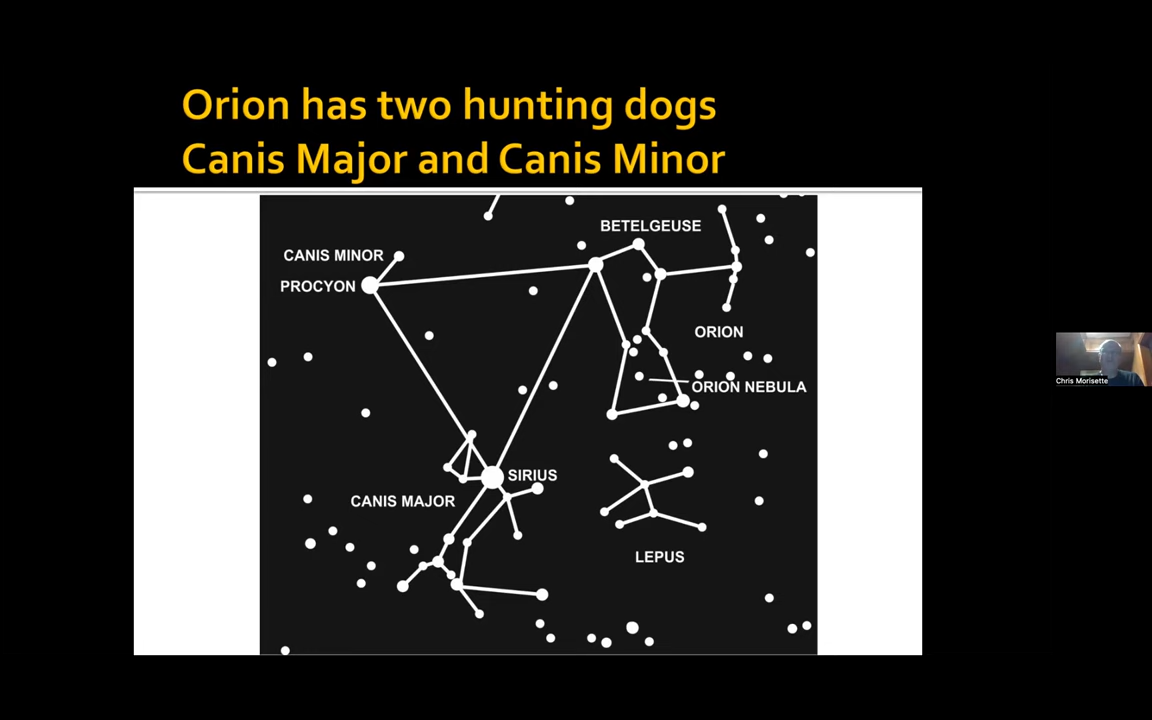 Orion has two hunting dogs
Canis Major and Canis Minor
BETELGEUSE
CANIS MINOR
PROCYON
ORION
ORION NEBULA
SIRIUS
CANIS MAJOR
LEPUS
Chris Morisette